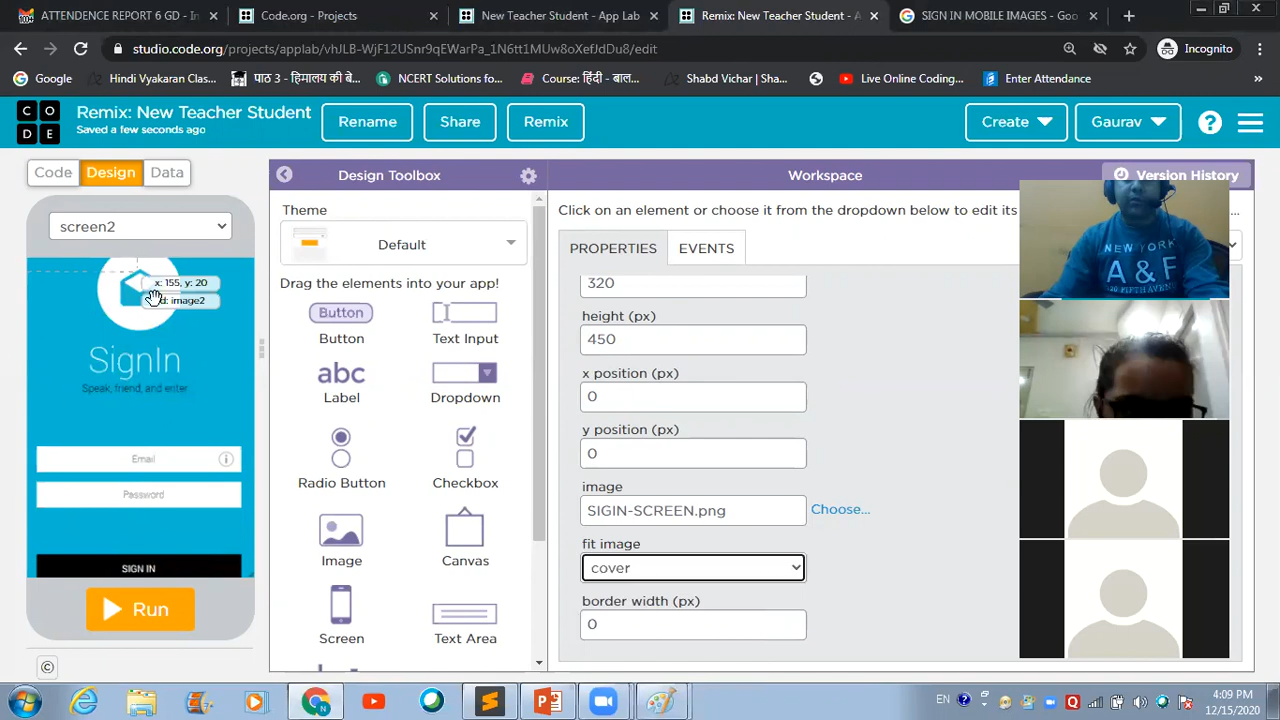 ATTENDENCE REPORT 6 GD - In
Code.org - Projects
New Teacher Student - App Lab
Remix: New Teacher Student - A
SIGN IN MOBILE IMAGES - Goo
studio.code.org/projects/applab/vhJLB-WjF12USnr9qEWarPa_1N6tt1MUw8oXefJdDu8/edit
Incognito
Google
Hindi Vyakaran Clas...
पाठ 3 - हिमालय की बे...
NCERT Solutions for...
Course: हिंदी - बाल...
Shabd Vichar | Sha...
Live Online Coding...
Enter Attendance
CODE
Remix: New Teacher Student
Saved a few seconds ago
Rename
Share
Remix
Create
Gaurav
Code
Design
Data
Design Toolbox
Workspace
Version History
screen2
Theme
Default
Click on an element or choose it from the dropdown below to edit its
PROPERTIES
EVENTS
Drag the elements into your app!
x: 155, y: 20
id: image2
SignIn
Speak, friend, and enter
Email
Password
SIGN IN
Run
Button
Button
Text Input
abc
Label
Dropdown
Radio Button
Checkbox
Image
Canvas
Screen
Text Area
320
height (px)
450
x position (px)
0
y position (px)
0
image
SIGIN-SCREEN.png
Choose...
fit image
cover
border width (px)
0
NEW YORK
A & F
EN
4:09 PM
12/15/2020